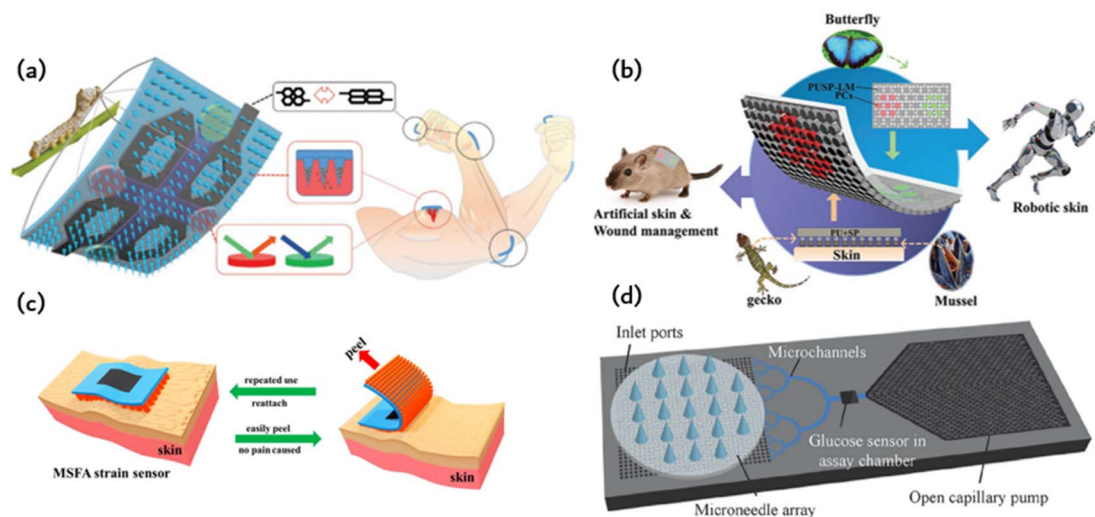 (a)
(b)
Butterfly
PUSP-LM
PCs
Artificial skin &
Wound management
Robotic skin
PU+SP
Skin
gecko
Mussel
(c)
peel
repeated use
reattach
easily peel
no pain caused
skin
MSFA strain sensor
skin
(d)
Inlet ports
Microchannels
Glucose sensor in
assay chamber
Microneedle array
Open capillary pump